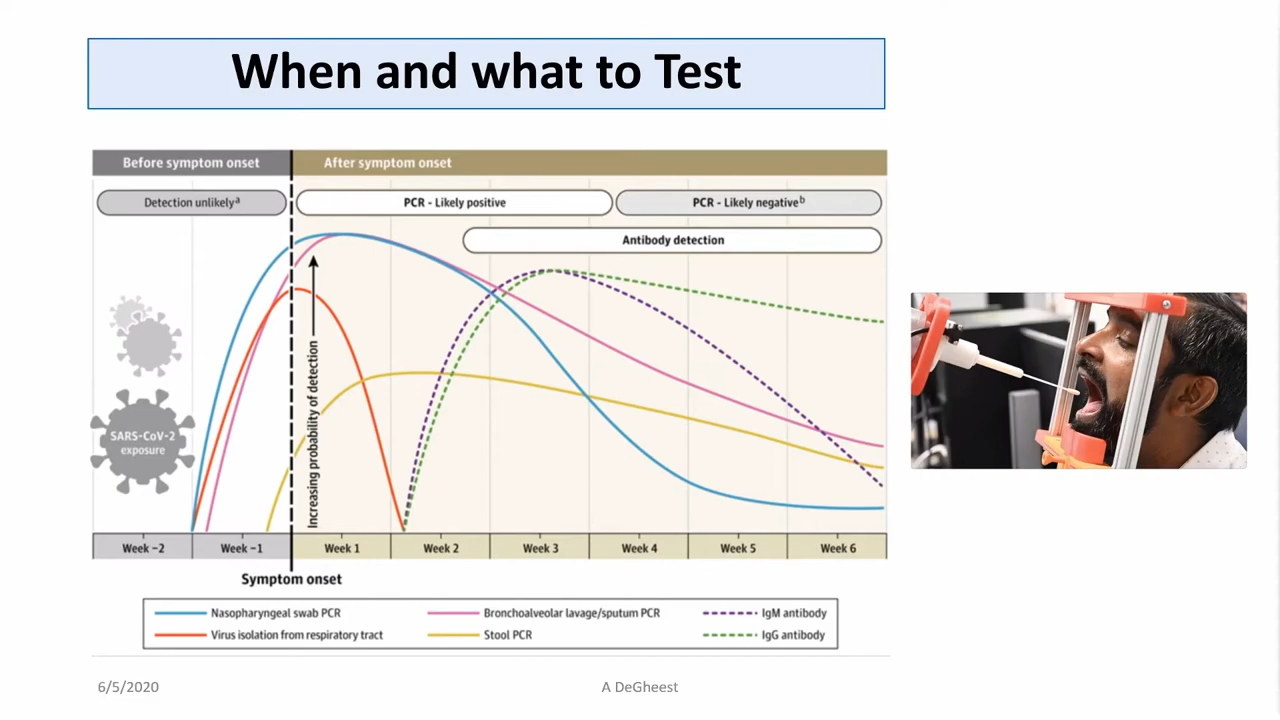 When and what to Test
Before symptom onset
After symptom onset
Detection unlikelyᵃ
PCR - Likely positive
PCR - Likely negativeᵇ
Antibody detection
SARS-CoV-2
exposure
Increasing probability of detection
Week −2
Week −1
Week 1
Week 2
Week 3
Week 4
Week 5
Week 6
Symptom onset
Nasopharyngeal swab PCR
Bronchoalveolar lavage/sputum PCR
IgM antibody
Virus isolation from respiratory tract
Stool PCR
IgG antibody
6/5/2020
A DeGheest